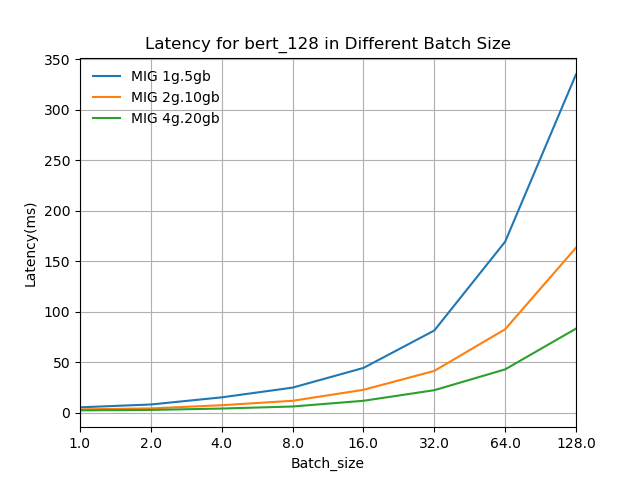 Latency for bert_128 in Different Batch Size
MIG 1g.5gb
MIG 2g.10gb
MIG 4g.20gb
350
300
250
200
150
100
50
0
Latency(ms)
1.0 2.0 4.0 8.0 16.0 32.0 64.0 128.0
Batch_size